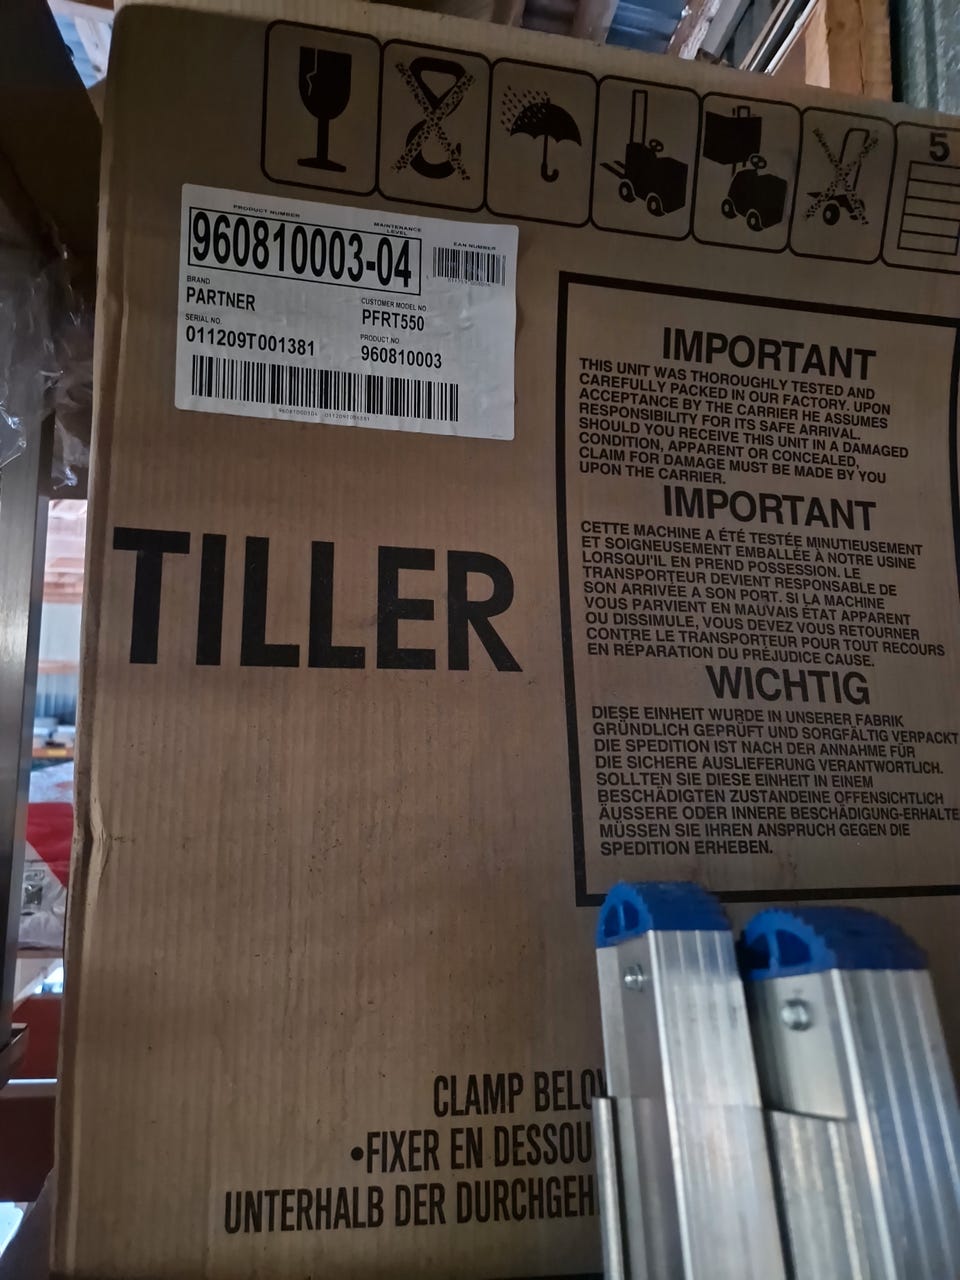 5
PRODUCT NUMBER
MAINTENANCE
LEVEL
EAN NUMBER
960810003-04
BRAND
PARTNER
CUSTOMER MODEL NO
PFRT550
SERIAL NO.
011209T001381
PRODUCT NO.
960810003
TILLER
IMPORTANT
THIS UNIT WAS THOROUGHLY TESTED AND
CAREFULLY PACKED IN OUR FACTORY. UPON
ACCEPTANCE BY THE CARRIER HE ASSUMES
RESPONSIBILITY FOR ITS SAFE ARRIVAL.
SHOULD YOU RECEIVE THIS UNIT IN A DAMAGED
CONDITION, APPARENT OR CONCEALED,
CLAIM FOR DAMAGE MUST BE MADE BY YOU
UPON THE CARRIER.
IMPORTANT
CETTE MACHINE A ÉTÉ TESTÉE MINUTIEUSEMENT
ET SOIGNEUSEMENT EMBALLÉE À NOTRE USINE
LORSQU'IL EN PREND POSSESSION. LE
TRANSPORTEUR DEVIENT RESPONSABLE DE
SON ARRIVÉE A SON PORT. SI LA MACHINE
VOUS PARVIENT EN MAUVAIS ÉTAT APPARENT
OU DISSIMULE, VOUS DEVEZ VOUS RETOURNER
CONTRE LE TRANSPORTEUR POUR TOUT RECOURS
EN RÉPARATION DU PRÉJUDICE CAUSE.
WICHTIG
DIESE EINHEIT WURDE IN UNSERER FABRIK
GRÜNDLICH GEPRÜFT UND SORGFÄLTIG VERPACKT
DIE SPEDITION IST NACH DER ANNAHME FÜR
DIE SICHERE AUSLIEFERUNG VERANTWORTLICH.
SOLLTEN SIE DIESE EINHEIT IN EINEM
BESCHÄDIGTEN ZUSTANDEINE OFFENSICHTLICH
ÄUSSERE ODER INNERE BESCHÄDIGUNG-ERHALTE
MÜSSEN SIE IHREN ANSPRUCH GEGEN DIE
SPEDITION ERHEBEN.
CLAMP BELOW
•FIXER EN DESSOU
UNTERHALB DER DURCHGEH